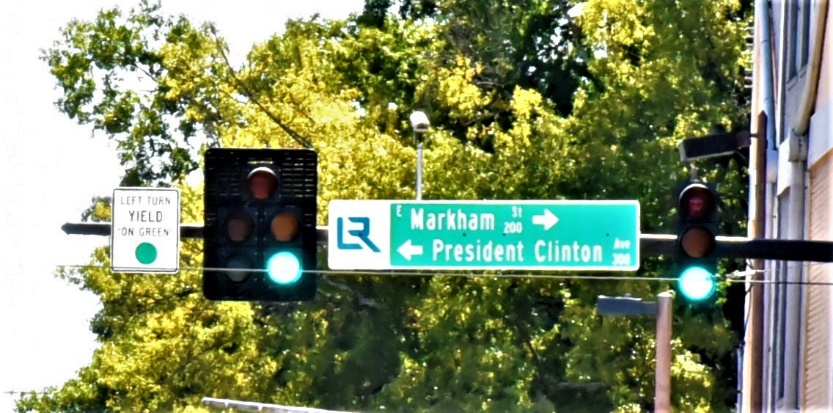 LEFT TURN
YIELD
ON GREEN
LR
E Markham St 200 →
← President Clinton Ave 300